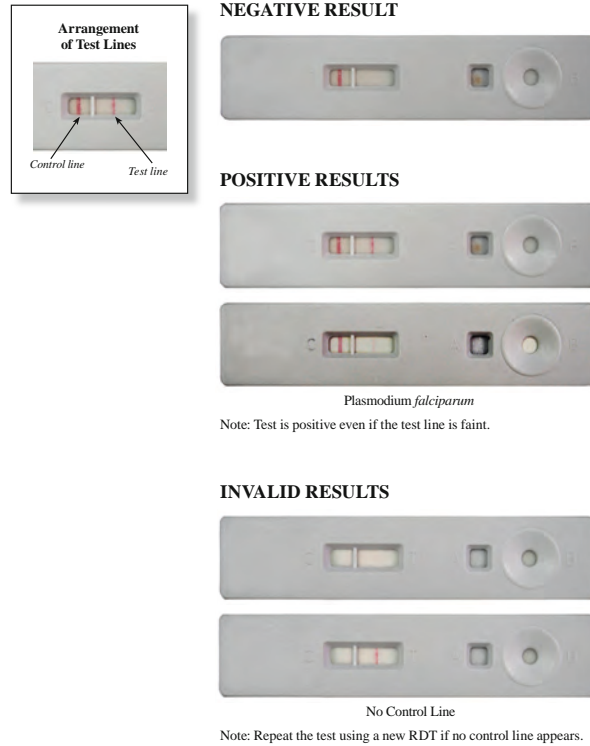 Arrangement
of Test Lines
Control line
Test line
NEGATIVE RESULT
POSITIVE RESULTS
C
Plasmodium falciparum
Note: Test is positive even if the test line is faint.
INVALID RESULTS
No Control Line
Note: Repeat the test using a new RDT if no control line appears.